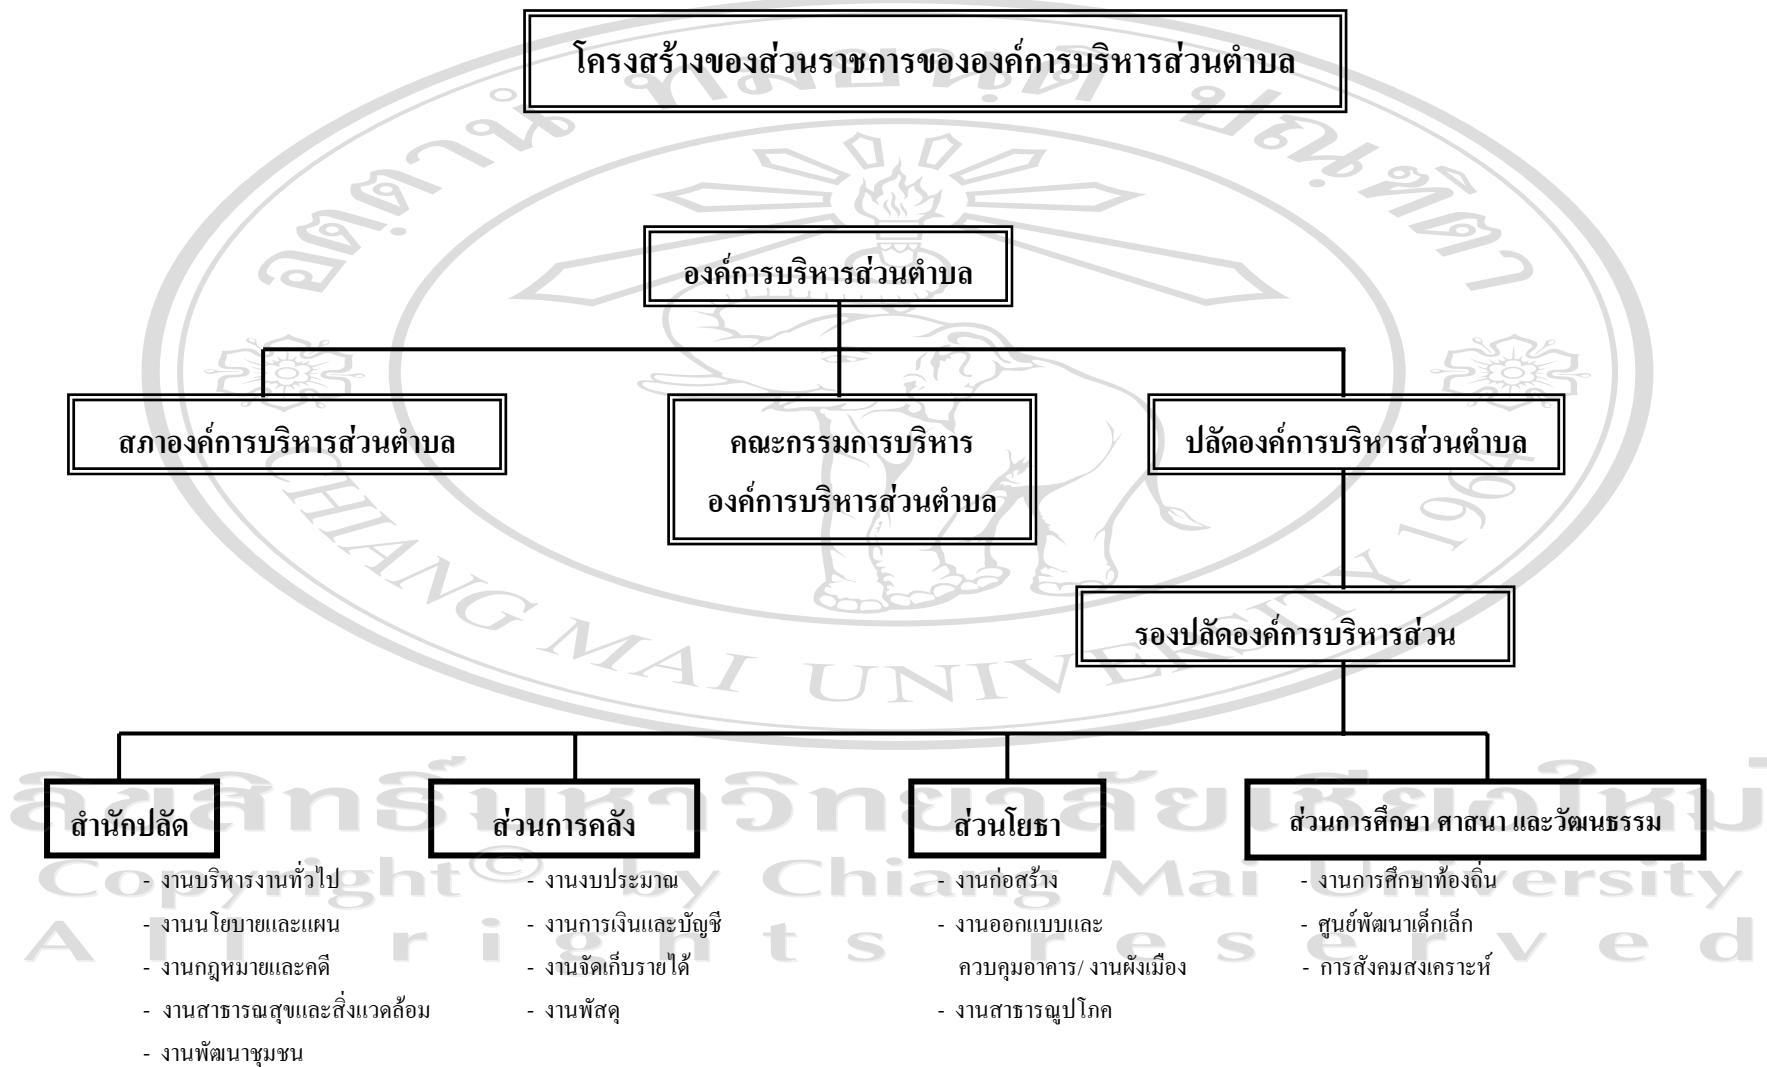 โครงสร้างของส่วนราชการขององค์การบริหารส่วนตำบล
องค์การบริหารส่วนตำบล
สภาองค์การบริหารส่วนตำบล
คณะกรรมการบริหาร
องค์การบริหารส่วนตำบล
ปลัดองค์การบริหารส่วนตำบล
รองปลัดองค์การบริหารส่วน
สำนักปลัด
- งานบริหารงานทั่วไป
- งานนโยบายและแผน
- งานกฎหมายและคดี
- งานสาธารณสุขและสิ่งแวดล้อม
- งานพัฒนาชุมชน
ส่วนการคลัง
- งานงบประมาณ
- งานการเงินและบัญชี
- งานจัดเก็บรายได้
- งานพัสดุ
ส่วนโยธา
- งานก่อสร้าง
- งานออกแบบและ
ควบคุมอาคาร/ งานผังเมือง
- งานสาธารณูปโภค
ส่วนการศึกษา ศาสนา และวัฒนธรรม
- งานการศึกษาท้องถิ่น
- ศูนย์พัฒนาเด็กเล็ก
- การสังคมสงเคราะห์
อตฺตานํ ทมยนฺติ ปณฺฑิตา
CHIANG MAI UNIVERSITY 1964
ลิขสิทธิ์มหาวิทยาลัยเชียงใหม่
Copyright© by Chiang Mai University
All rights reserved